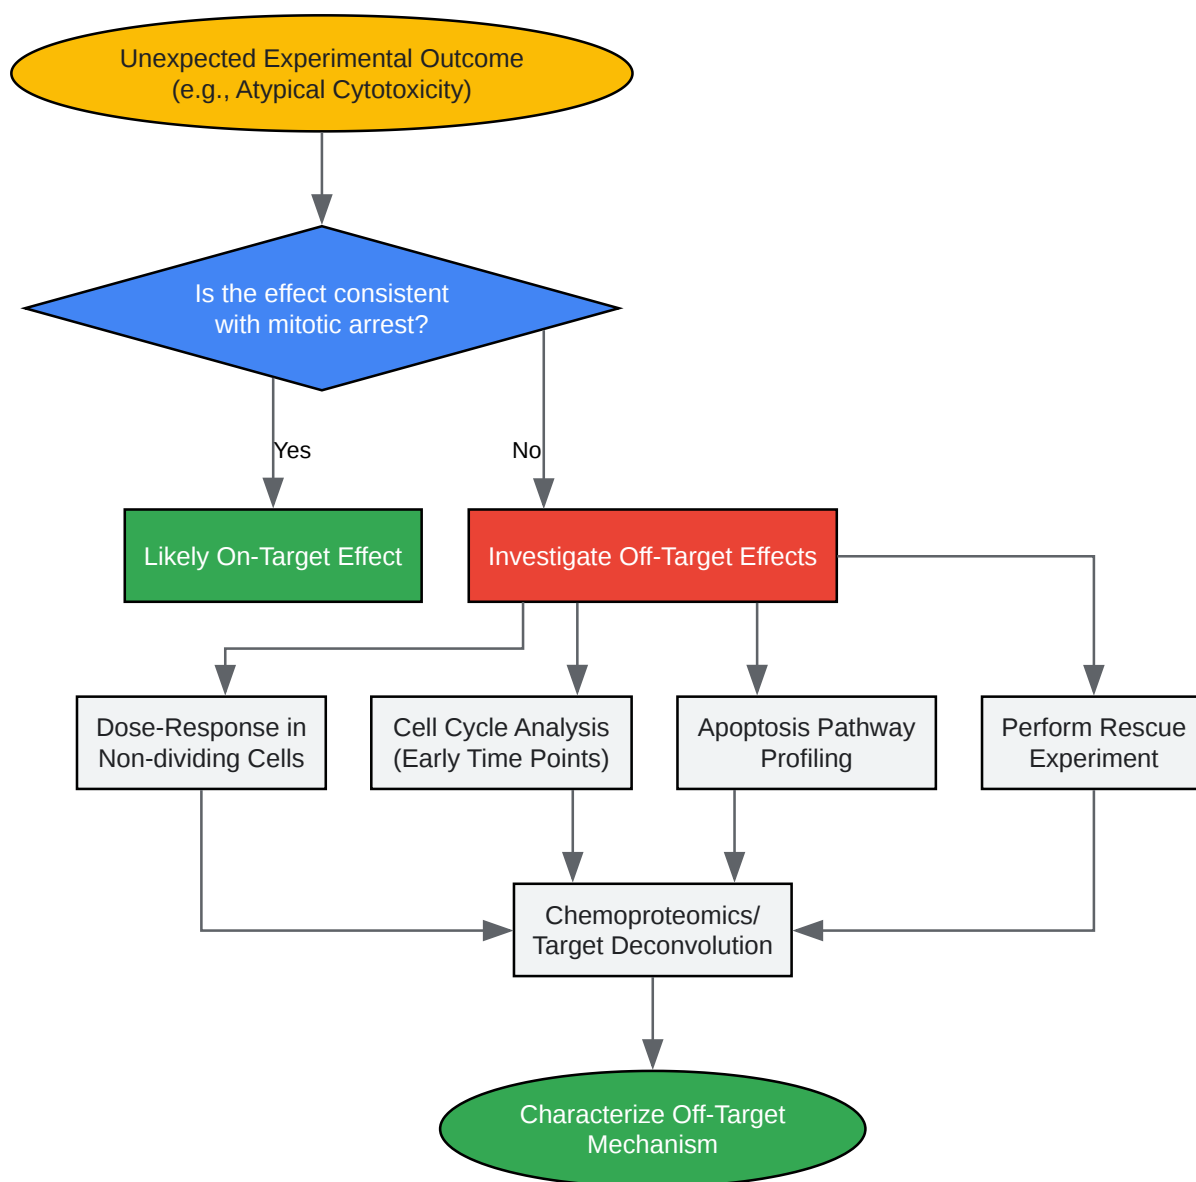 Unexpected Experimental Outcome
(e.g., Atypical Cytotoxicity)
Is the effect consistent
with mitotic arrest?
Yes
No
Likely On-Target Effect
Investigate Off-Target Effects
Dose-Response in
Non-dividing Cells
Cell Cycle Analysis
(Early Time Points)
Apoptosis Pathway
Profiling
Perform Rescue
Experiment
Chemoproteomics/
Target Deconvolution
Characterize Off-Target
Mechanism